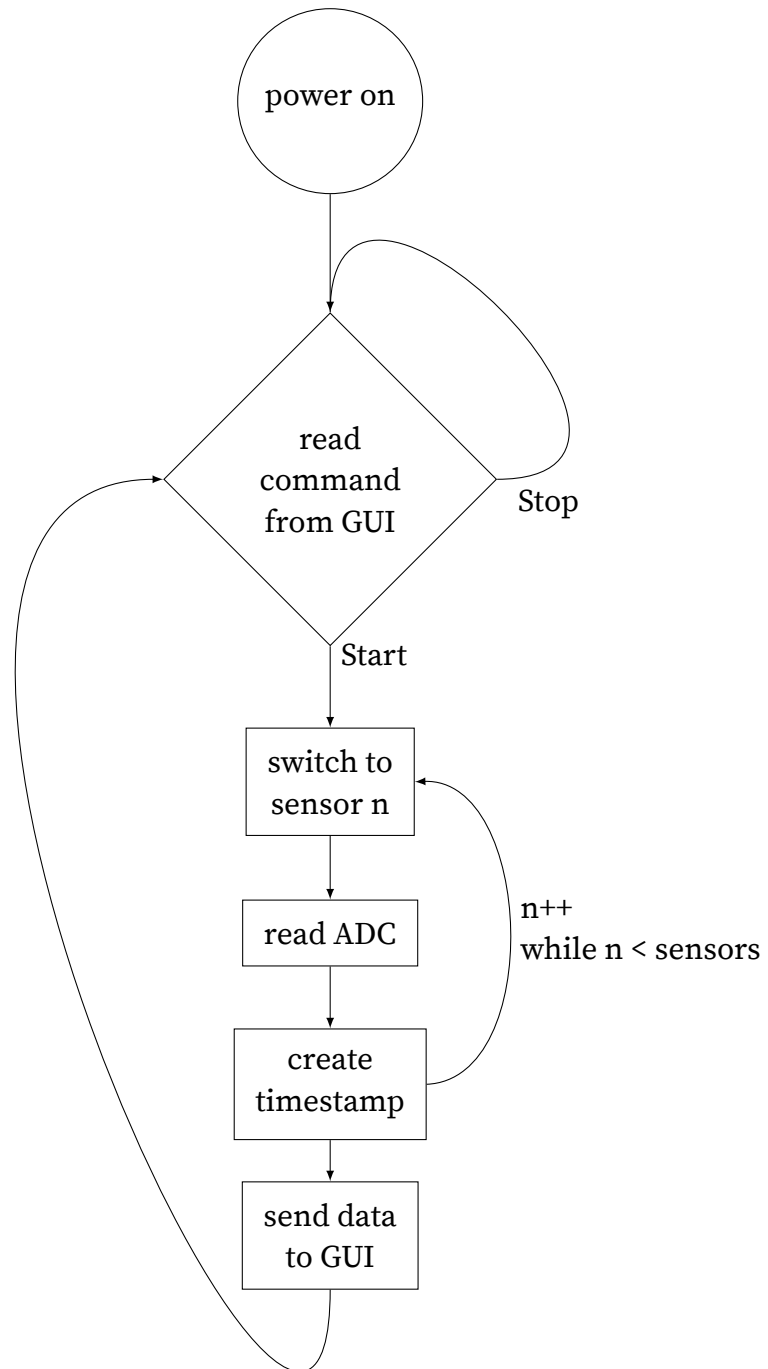 power on
read
command
from GUI
Stop
Start
switch to
sensor n
read ADC
n++
while n < sensors
create
timestamp
send data
to GUI